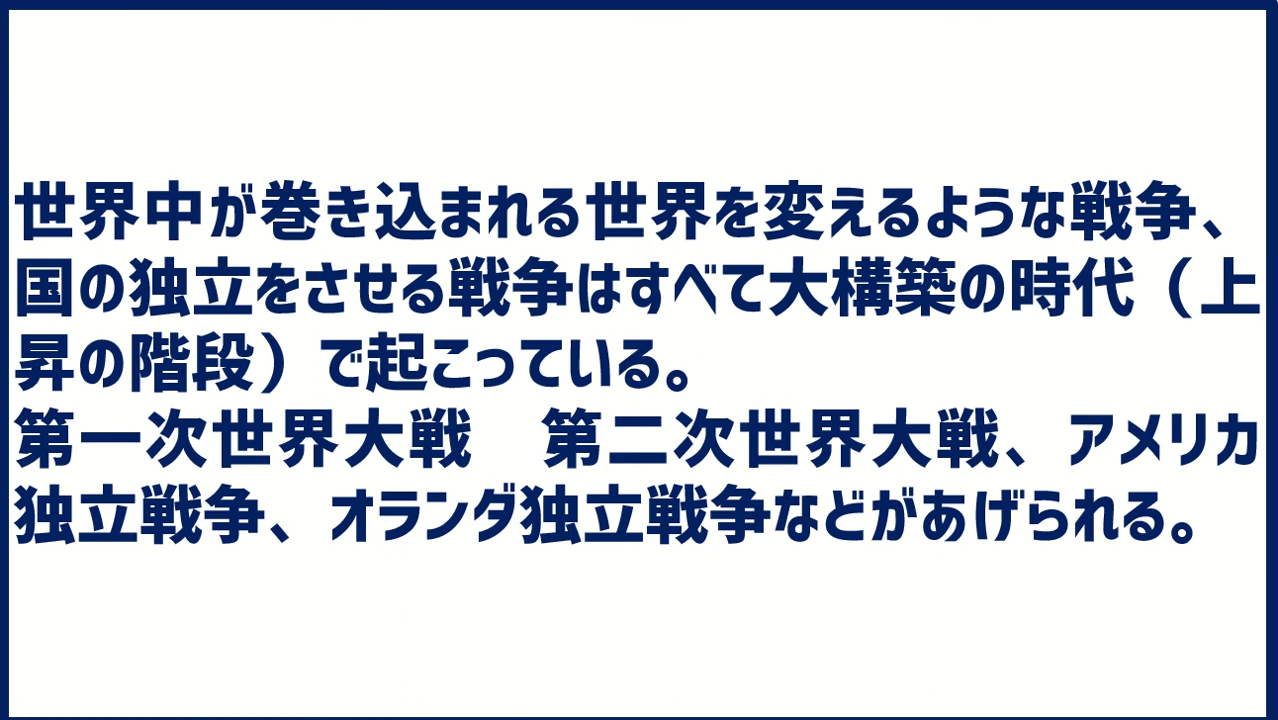 世界中が巻き込まれる世界を変えるような戦争、
国の独立をさせる戦争はすべて大構築の時代（上
昇の階段）で起こっている。
第一次世界大戦　第二次世界大戦、アメリカ
独立戦争、オランダ独立戦争などがあげられる。